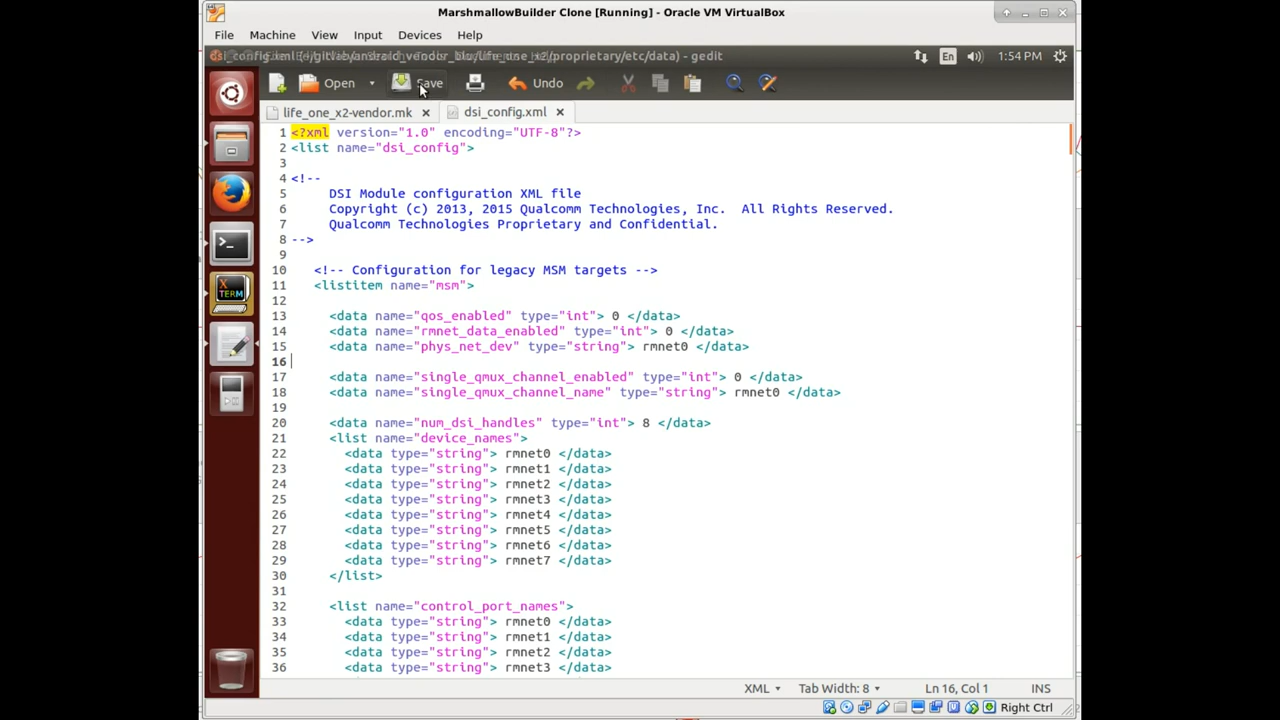 MarshmallowBuilder Clone [Running] - Oracle VM VirtualBox
File Machine View Input Devices Help
/proprietary/etc/data) - gedit
En 1:54 PM
Open Save Undo
life_one_x2-vendor.mk dsi_config.xml
1 <?xml version="1.0" encoding="UTF-8"?>
2 <list name="dsi_config">
3
4 <!--
5 DSI Module configuration XML file
6 Copyright (c) 2013, 2015 Qualcomm Technologies, Inc.  All Rights Reserved.
7 Qualcomm Technologies Proprietary and Confidential.
8 -->
9
10 <!-- Configuration for legacy MSM targets -->
11 <listitem name="msm">
12
13 <data name="qos_enabled" type="int"> 0 </data>
14 <data name="rmnet_data_enabled" type="int"> 0 </data>
15 <data name="phys_net_dev" type="string"> rmnet0 </data>
16
17 <data name="single_qmux_channel_enabled" type="int"> 0 </data>
18 <data name="single_qmux_channel_name" type="string"> rmnet0 </data>
19
20 <data name="num_dsi_handles" type="int"> 8 </data>
21 <list name="device_names">
22 <data type="string"> rmnet0 </data>
23 <data type="string"> rmnet1 </data>
24 <data type="string"> rmnet2 </data>
25 <data type="string"> rmnet3 </data>
26 <data type="string"> rmnet4 </data>
27 <data type="string"> rmnet5 </data>
28 <data type="string"> rmnet6 </data>
29 <data type="string"> rmnet7 </data>
30 </list>
31
32 <list name="control_port_names">
33 <data type="string"> rmnet0 </data>
34 <data type="string"> rmnet1 </data>
35 <data type="string"> rmnet2 </data>
36 <data type="string"> rmnet3 </data>
X TERM
XML Tab Width: 8 Ln 16, Col 1 INS
Right Ctrl